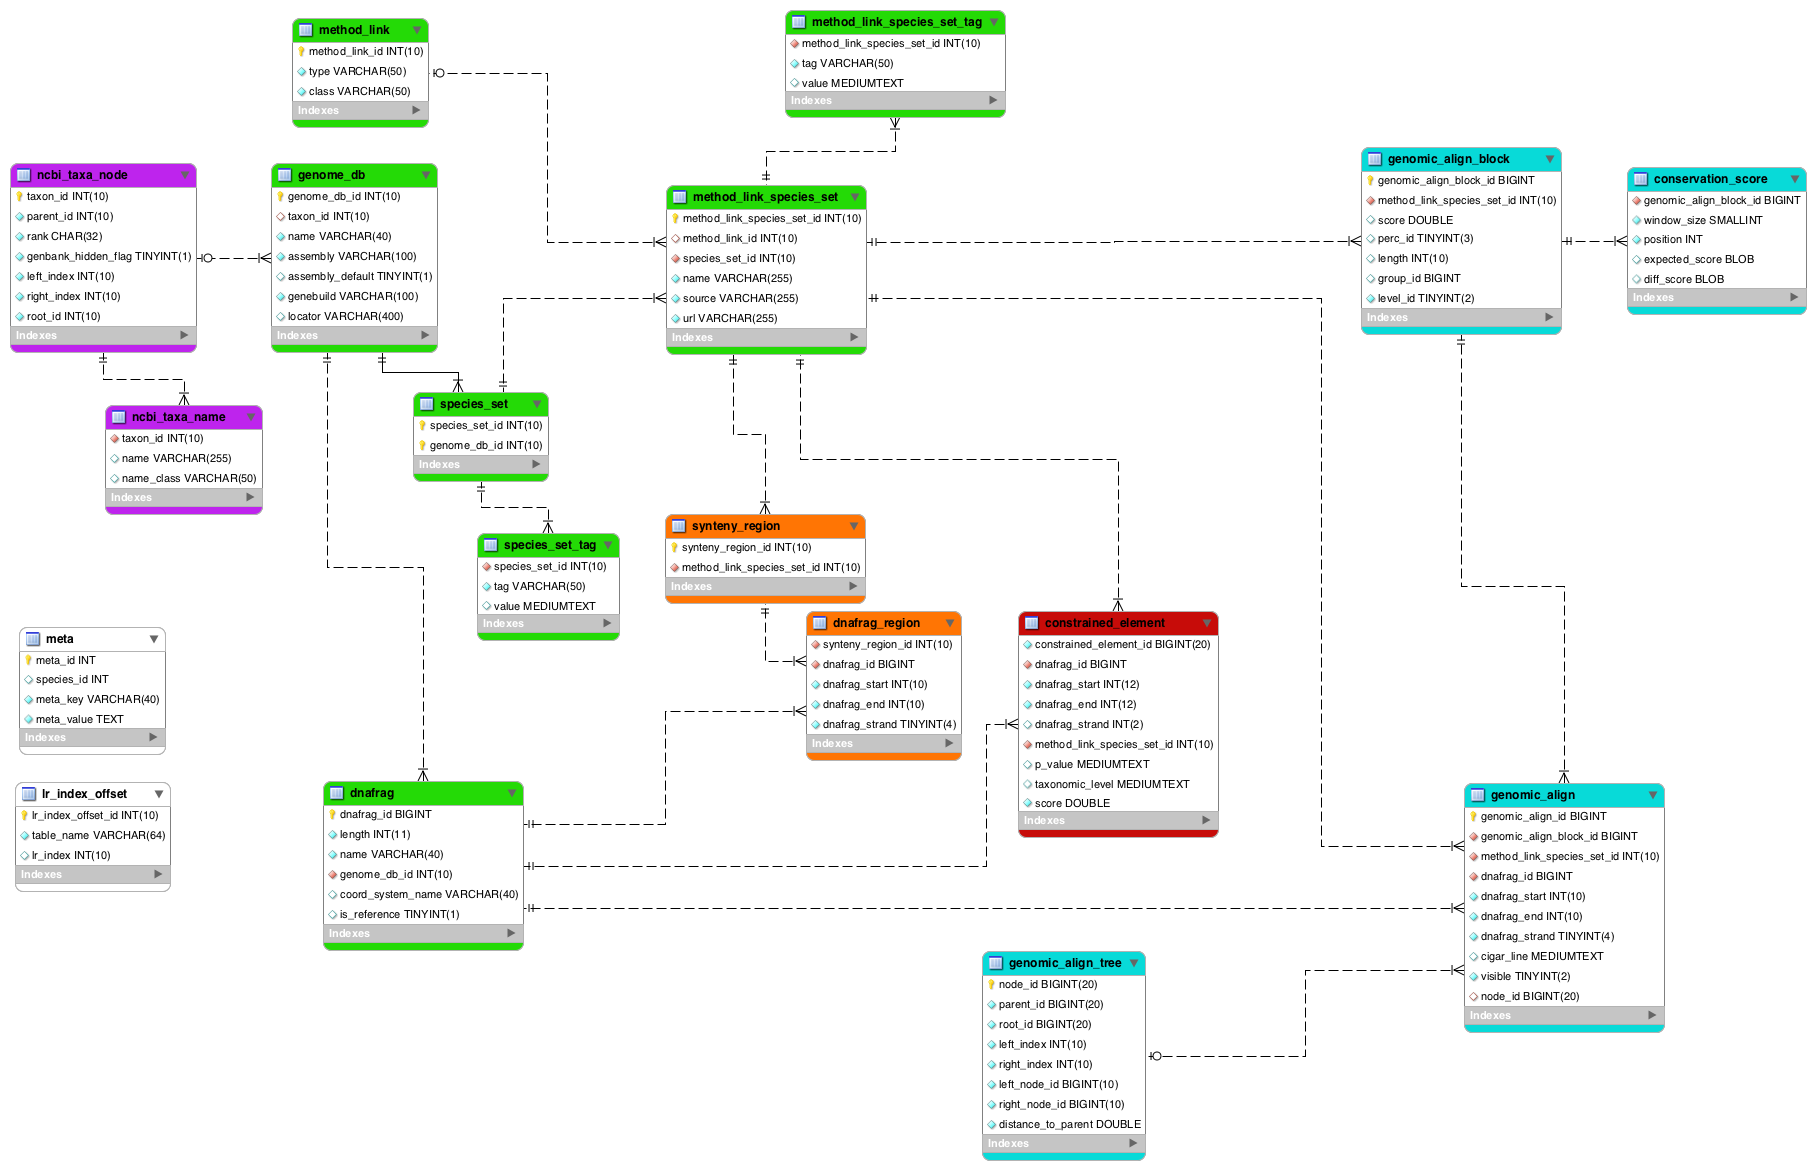 method_link
method_link_id INT(10)
type VARCHAR(50)
class VARCHAR(50)
Indexes
method_link_species_set_tag
method_link_species_set_id INT(10)
tag VARCHAR(50)
value MEDIUMTEXT
Indexes
ncbi_taxa_node
taxon_id INT(10)
parent_id INT(10)
rank CHAR(32)
genbank_hidden_flag TINYINT(1)
left_index INT(10)
right_index INT(10)
root_id INT(10)
Indexes
genome_db
genome_db_id INT(10)
taxon_id INT(10)
name VARCHAR(40)
assembly VARCHAR(100)
assembly_default TINYINT(1)
genebuild VARCHAR(100)
locator VARCHAR(400)
Indexes
method_link_species_set
method_link_species_set_id INT(10)
method_link_id INT(10)
species_set_id INT(10)
name VARCHAR(255)
source VARCHAR(255)
url VARCHAR(255)
Indexes
genomic_align_block
genomic_align_block_id BIGINT
method_link_species_set_id INT(10)
score DOUBLE
perc_id TINYINT(3)
length INT(10)
group_id BIGINT
level_id TINYINT(2)
Indexes
conservation_score
genomic_align_block_id BIGINT
window_size SMALLINT
position INT
expected_score BLOB
diff_score BLOB
Indexes
ncbi_taxa_name
taxon_id INT(10)
name VARCHAR(255)
name_class VARCHAR(50)
Indexes
species_set
species_set_id INT(10)
genome_db_id INT(10)
Indexes
species_set_tag
species_set_id INT(10)
tag VARCHAR(50)
value MEDIUMTEXT
Indexes
synteny_region
synteny_region_id INT(10)
method_link_species_set_id INT(10)
Indexes
dnafrag_region
synteny_region_id INT(10)
dnafrag_id BIGINT
dnafrag_start INT(10)
dnafrag_end INT(10)
dnafrag_strand TINYINT(4)
Indexes
constrained_element
constrained_element_id BIGINT(20)
dnafrag_id BIGINT
dnafrag_start INT(12)
dnafrag_end INT(12)
dnafrag_strand INT(2)
method_link_species_set_id INT(10)
p_value MEDIUMTEXT
taxonomic_level MEDIUMTEXT
score DOUBLE
Indexes
meta
meta_id INT
species_id INT
meta_key VARCHAR(40)
meta_value TEXT
Indexes
lr_index_offset
lr_index_offset_id INT(10)
table_name VARCHAR(64)
lr_index INT(10)
Indexes
dnafrag
dnafrag_id BIGINT
length INT(11)
name VARCHAR(40)
genome_db_id INT(10)
coord_system_name VARCHAR(40)
is_reference TINYINT(1)
Indexes
genomic_align
genomic_align_id BIGINT
genomic_align_block_id BIGINT
method_link_species_set_id INT(10)
dnafrag_id BIGINT
dnafrag_start INT(10)
dnafrag_end INT(10)
dnafrag_strand TINYINT(4)
cigar_line MEDIUMTEXT
visible TINYINT(2)
node_id BIGINT(20)
Indexes
genomic_align_tree
node_id BIGINT(20)
parent_id BIGINT(20)
root_id BIGINT(20)
left_index INT(10)
right_index INT(10)
left_node_id BIGINT(10)
right_node_id BIGINT(10)
distance_to_parent DOUBLE
Indexes